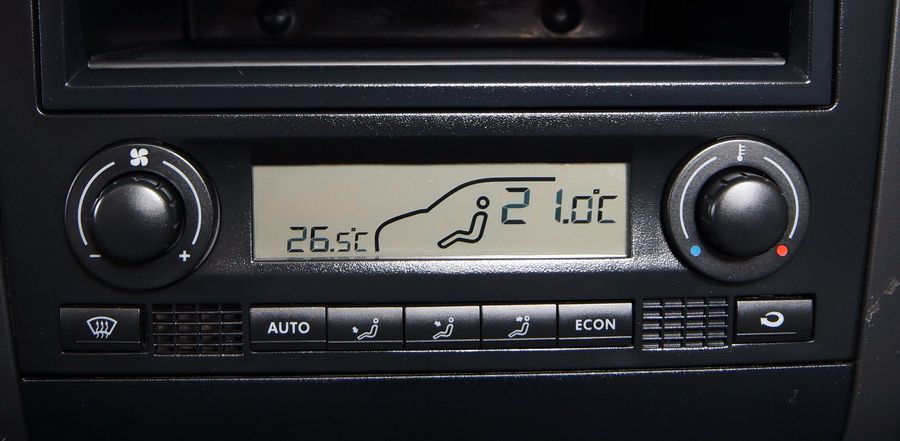 21.0°C
26.5°C
− +
AUTO
ECON